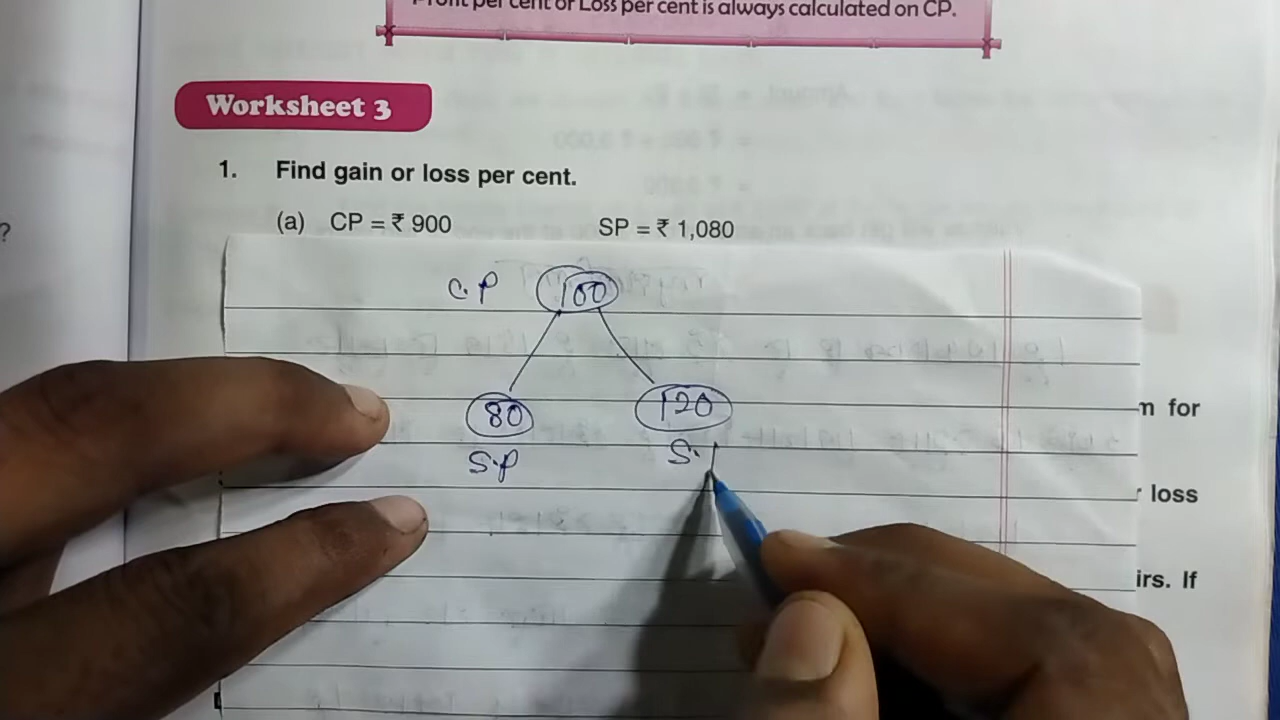 Profit per cent or Loss per cent is always calculated on CP.
Worksheet 3
1. Find gain or loss per cent.
(a) CP = ₹ 900 SP = ₹ 1,080
?
C.P 100
80 120
S.P S.
m for
loss
irs. If